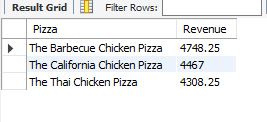 Result Grid Filter Rows:
Pizza Revenue
The Barbecue Chicken Pizza 4748.25
The California Chicken Pizza 4467
The Thai Chicken Pizza 4308.25